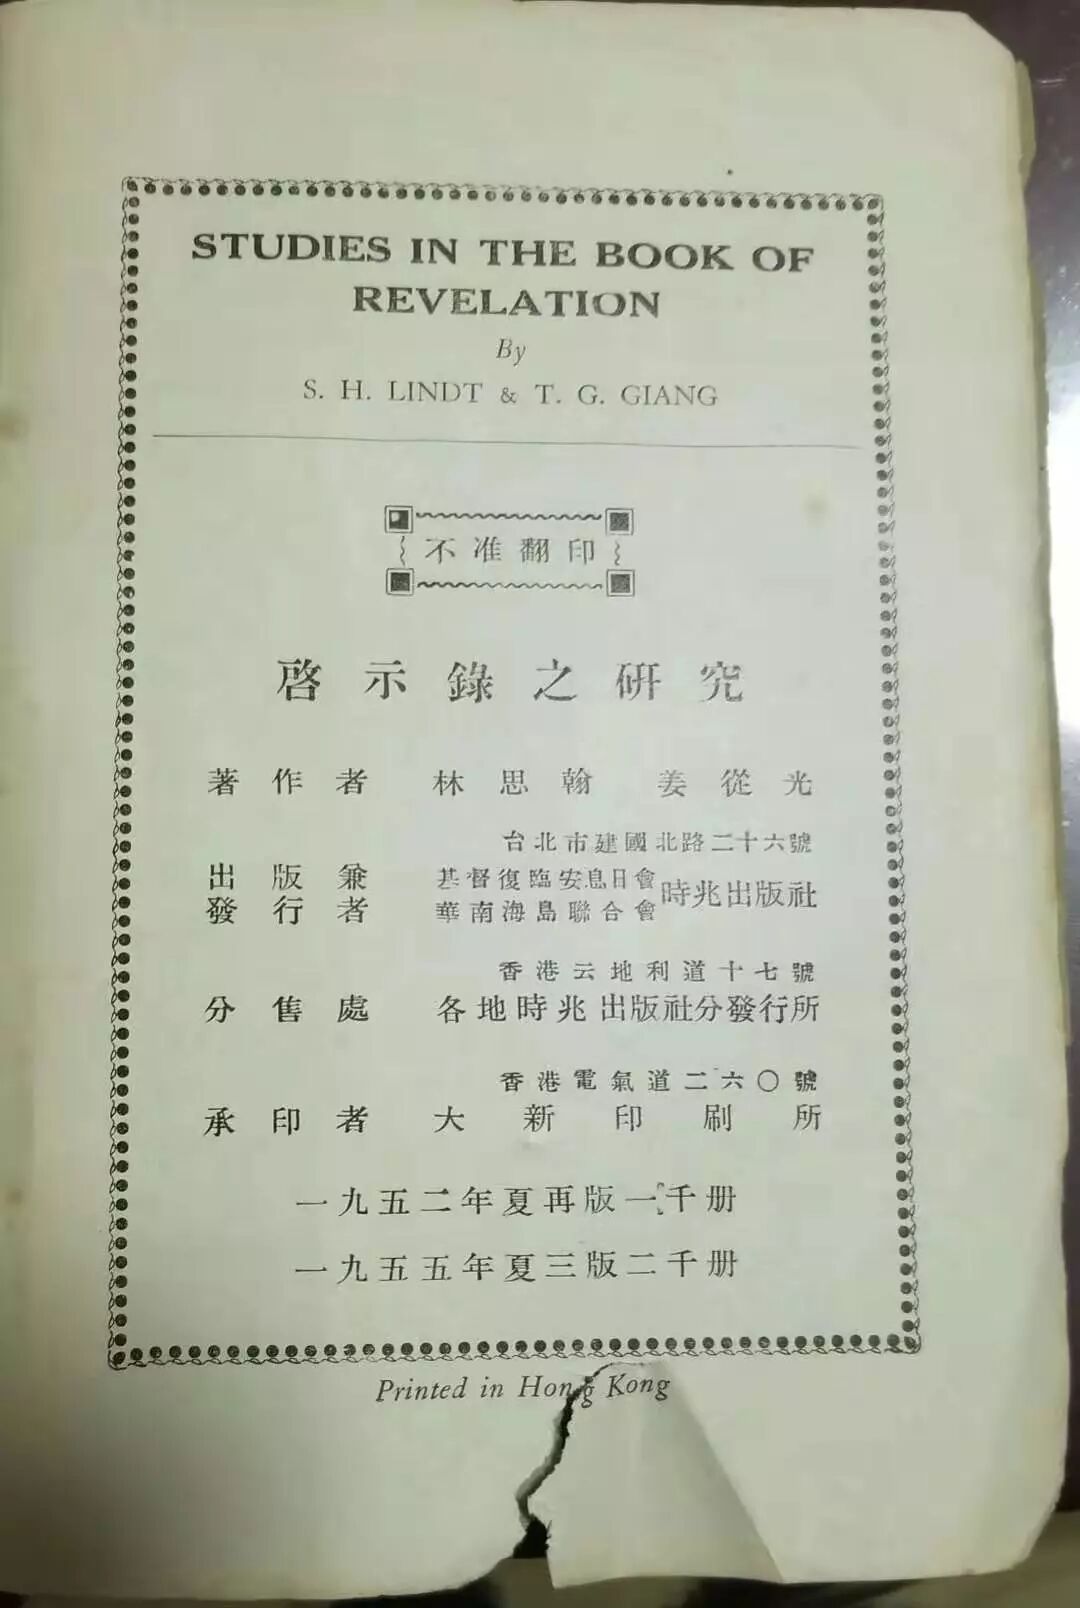 STUDIES IN THE BOOK OF
REVELATION
By
S. H. LINDT & T. G. GIANG
不准翻印
啓示錄之研究
著作者 林思翰 姜從光
台北市建國北路二十六號
出版兼 基督復臨安息日會 時兆出版社
發行者 華南海島聯合會
香港云地利道十七號
分售處 各地時兆出版社分發行所
香港電氣道二六〇號
承印者 大新印刷所
一九五二年夏再版一千册
一九五五年夏三版二千册
Printed in Hong Kong